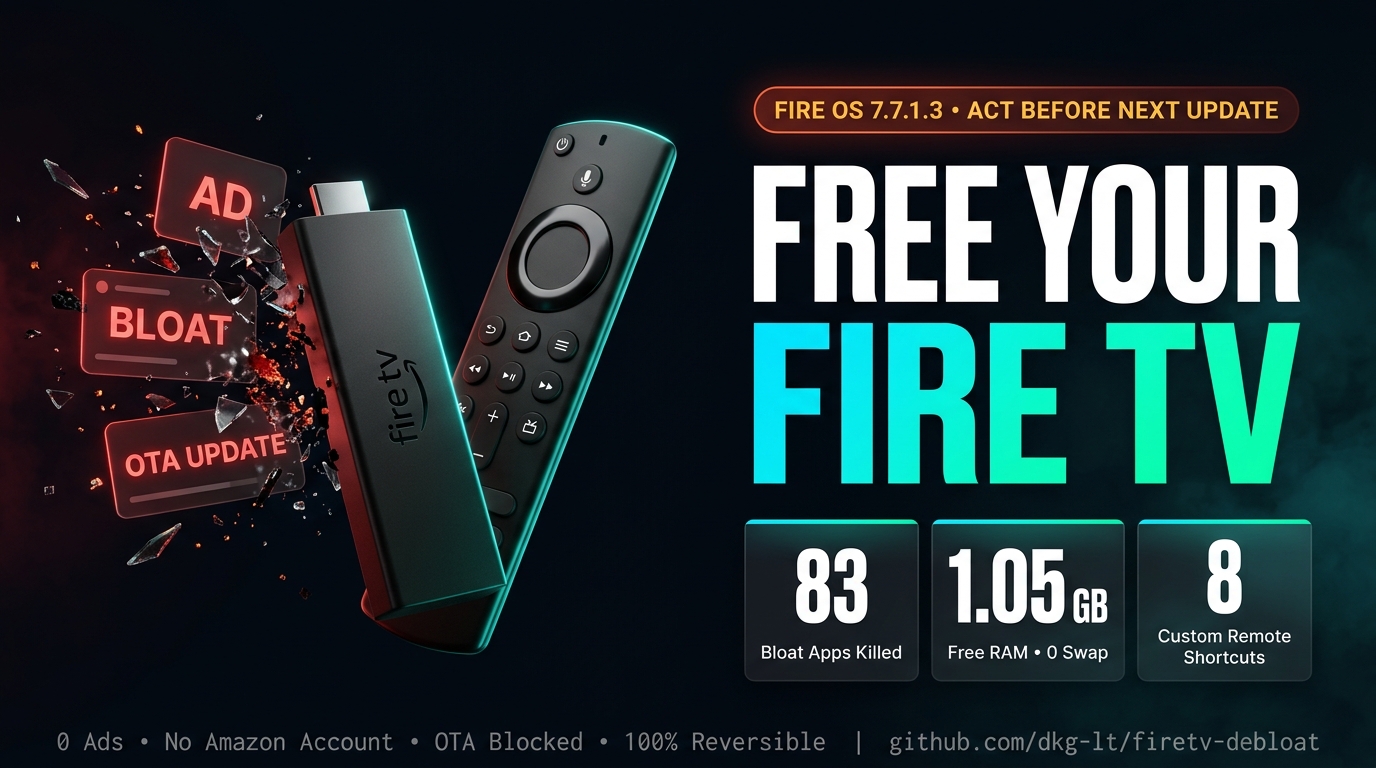 FIRE OS 7.7.1.3 • ACT BEFORE NEXT UPDATE
FREE YOUR
FIRE TV
AD
BLOAT
OTA UPDATE
fire tv
83
Bloat Apps Killed
1.05 GB
Free RAM • 0 Swap
8
Custom Remote
Shortcuts
0 Ads • No Amazon Account • OTA Blocked • 100% Reversible | github.com/dkg-lt/firetv-debloat